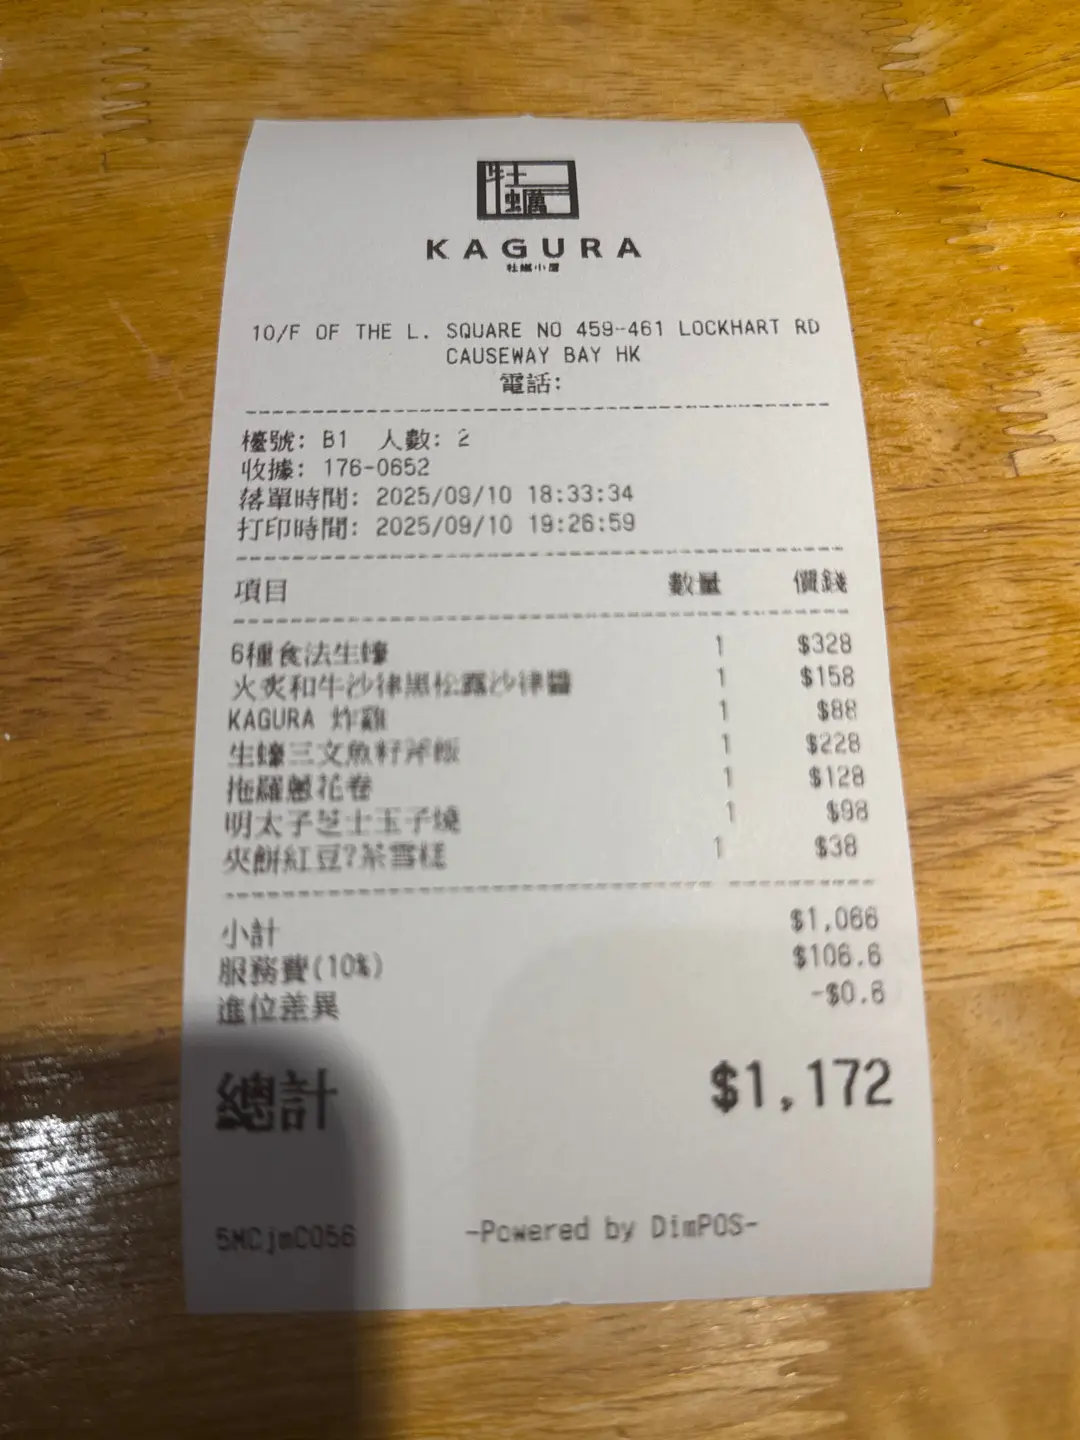 牡蠣
KAGURA
牡蠣小屋
10/F OF THE L. SQUARE NO 459-461 LOCKHART RD
CAUSEWAY BAY HK
電話:
檯號: B1 人數: 2
收據: 176-0652
落單時間: 2025/09/10 18:33:34
打印時間: 2025/09/10 19:26:59
項目 數量 價錢
6種食法生蠔 1 $328
火炙和牛沙律黑松露沙律醬 1 $158
KAGURA 炸雞 1 $88
生蠔三文魚籽丼飯 1 $228
拖羅蔥花卷 1 $128
明太子芝士玉子燒 1 $98
夾餅紅豆?茶雪糕 1 $38
小計 $1,066
服務費(10%) $106.6
進位差異 -$0.6
總計 $1,172
5MCjmC056 -Powered by DimPOS-